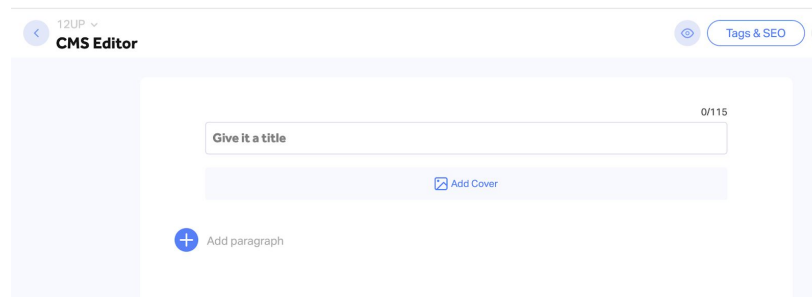 12UP
CMS Editor
Tags & SEO
0/115
Give it a title
Add Cover
Add paragraph